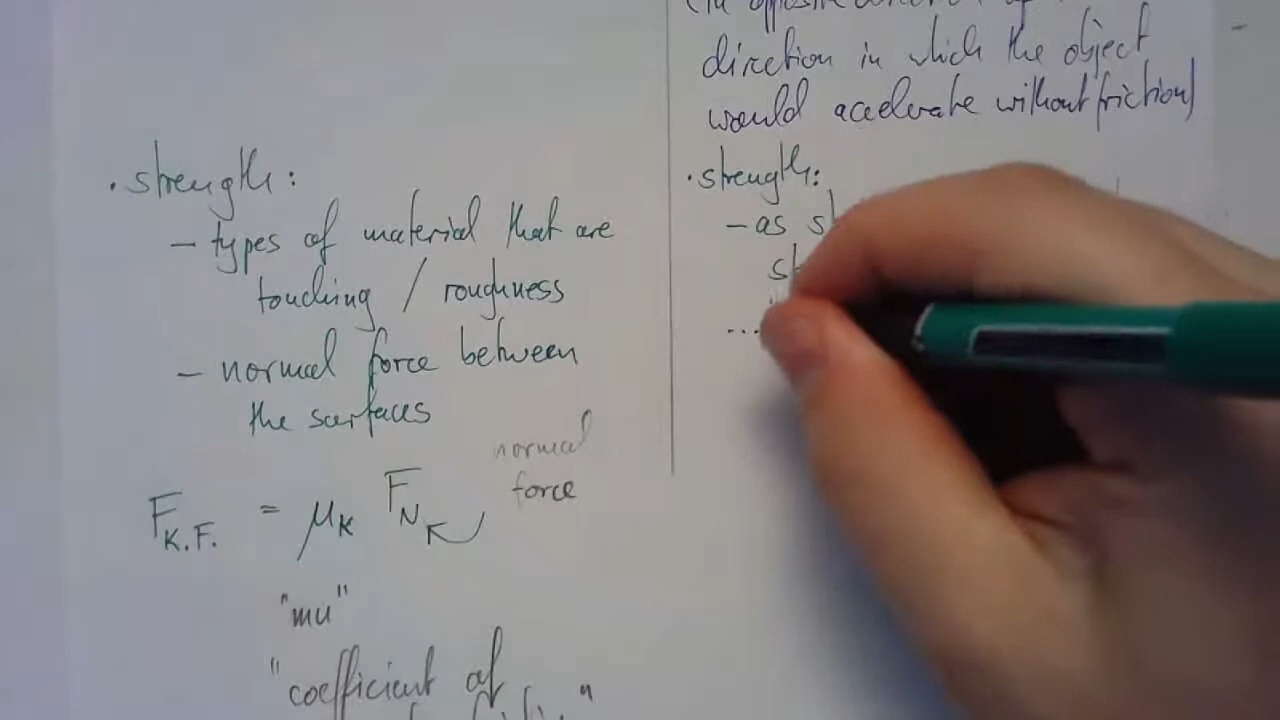 · strength:
– types of material that are
touching / roughness
– normal force between
the surfaces
normal
force
F_K.F. = μ_K F_N
"mu"
"coefficient of
direction in which the object
would accelerate without friction)
· strength:
– as
...